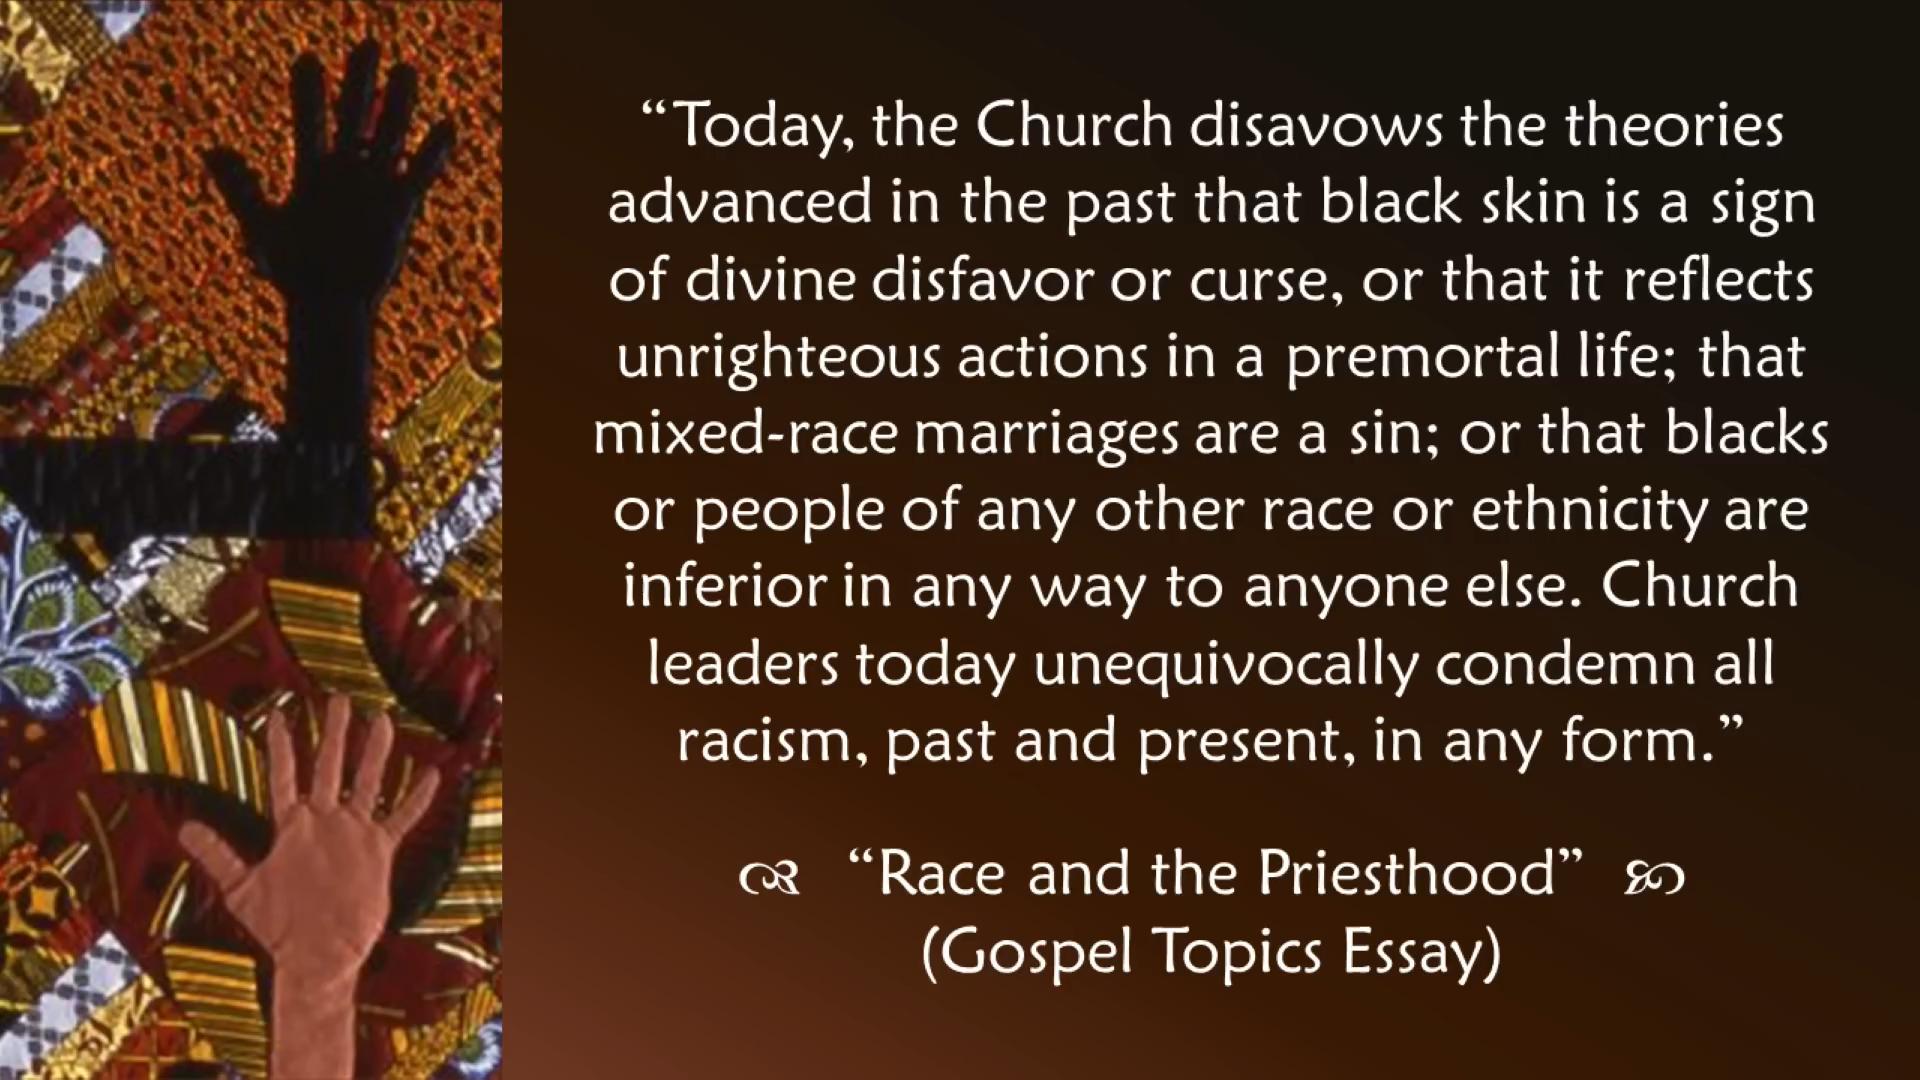 “Today, the Church disavows the theories
advanced in the past that black skin is a sign
of divine disfavor or curse, or that it reflects
unrighteous actions in a premortal life; that
mixed-race marriages are a sin; or that blacks
or people of any other race or ethnicity are
inferior in any way to anyone else. Church
leaders today unequivocally condemn all
racism, past and present, in any form.”
“Race and the Priesthood”
(Gospel Topics Essay)